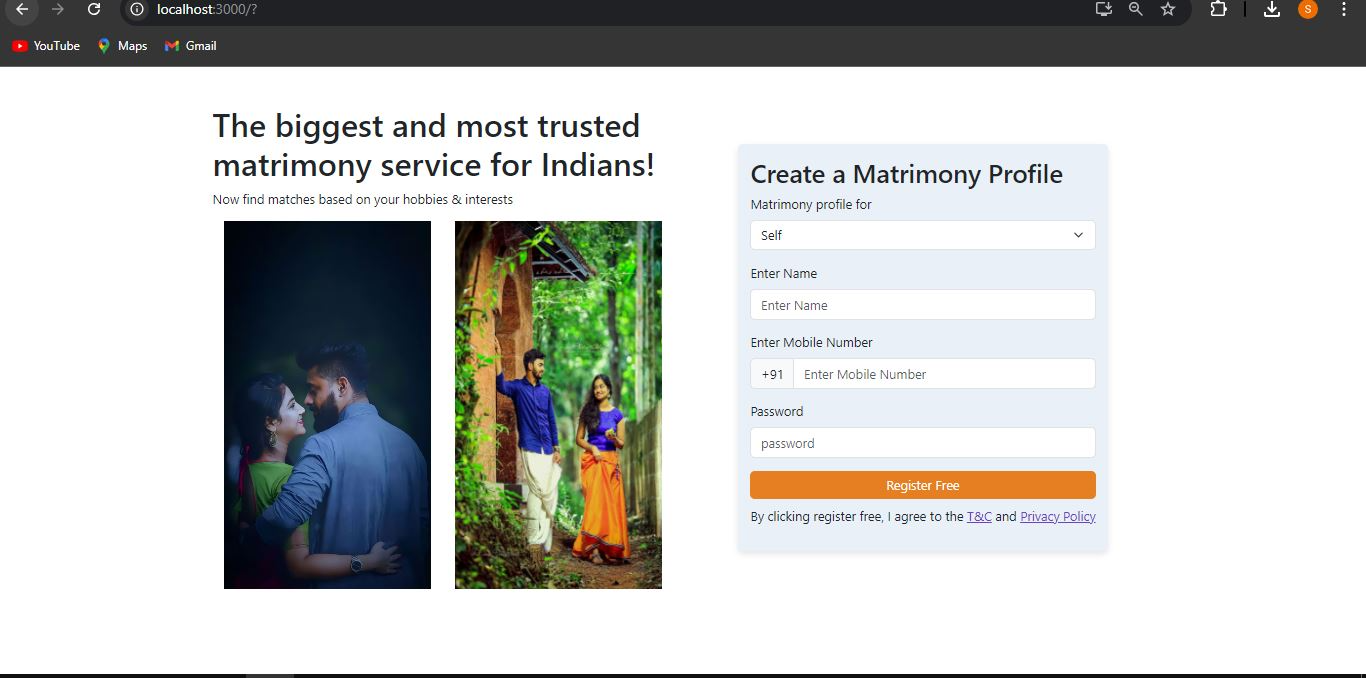 localhost:3000/?
S
YouTube
Maps
Gmail
The biggest and most trusted
matrimony service for Indians!
Now find matches based on your hobbies & interests
Create a Matrimony Profile
Matrimony profile for
Self
Enter Name
Enter Name
Enter Mobile Number
+91
Enter Mobile Number
Password
password
Register Free
By clicking register free, I agree to the T&C and Privacy Policy